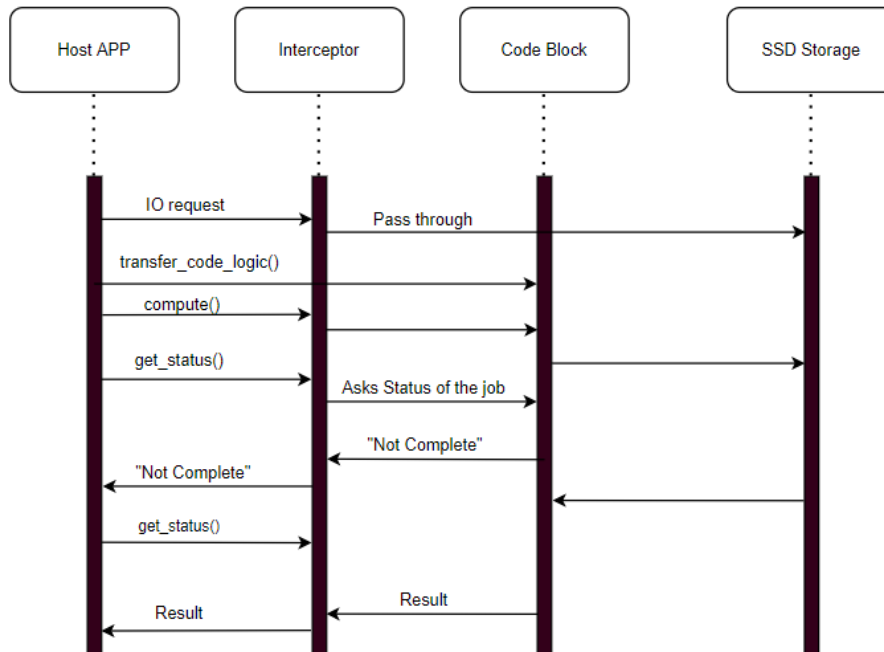 Host APP
Interceptor
Code Block
SSD Storage
IO request
Pass through
transfer_code_logic()
compute()
get_status()
Asks Status of the job
"Not Complete"
"Not Complete"
get_status()
Result
Result